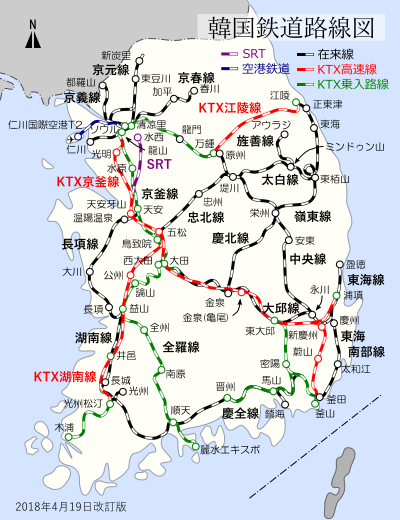 韓国鉄道路線図
N
SRT
在来線
空港鉄道
KTX高速線
KTX乗入路線
新炭里
京元線
都羅山
東豆川
京春線
加平
春川
京義線
KTX江陵線
江陵
正東津
仁川国際空港T2
ソウル
清凉里
龍門
アウラジ
東海
仁川
龍山
水西
万鍾
旌善線
ミンドゥン山
光明
原州
SRT
水原
堤川
太白線
東栢山
KTX京釜線
京釜線
忠州
天安牙山
天安
忠北線
栄州
嶺東線
温陽温泉
五松
鳥致院
慶北線
安東
長項線
西大田
大田
中央線
盈徳
大川
公州
永川
東海線
論山
金泉
大邱線
浦項
長項
益山
金泉(亀尾)
慶州
東大邱
新慶州
東海
南部線
湖南線
全州
全羅線
密陽
蔚山
井邑
太和江
KTX湖南線
南原
馬山
長城
光州
晋州
光州松汀
順天
慶全線
鎮海
釜田
釜山
木浦
麗水エキスポ
2018年4月19日改訂版